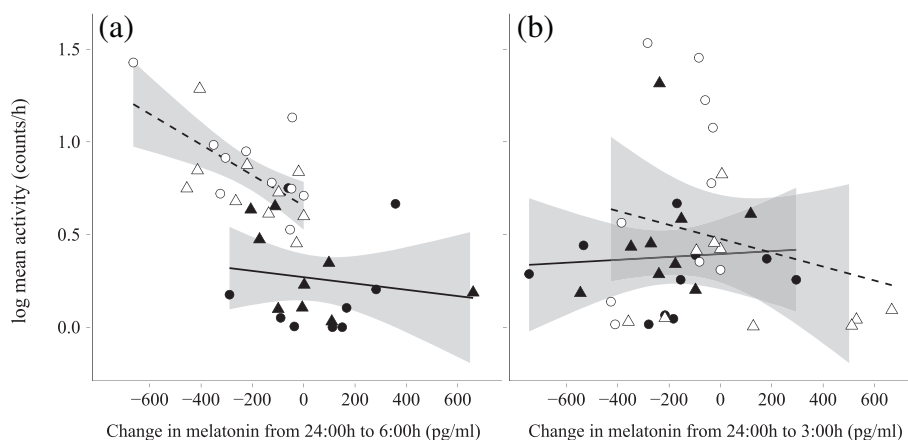 (a) (b)
1.5
1.0
0.5
0.0
log mean activity (counts/h)
−600 −400 −200 0 200 400 600
−600 −400 −200 0 200 400 600
Change in melatonin from 24:00h to 6:00h (pg/ml)
Change in melatonin from 24:00h to 3:00h (pg/ml)